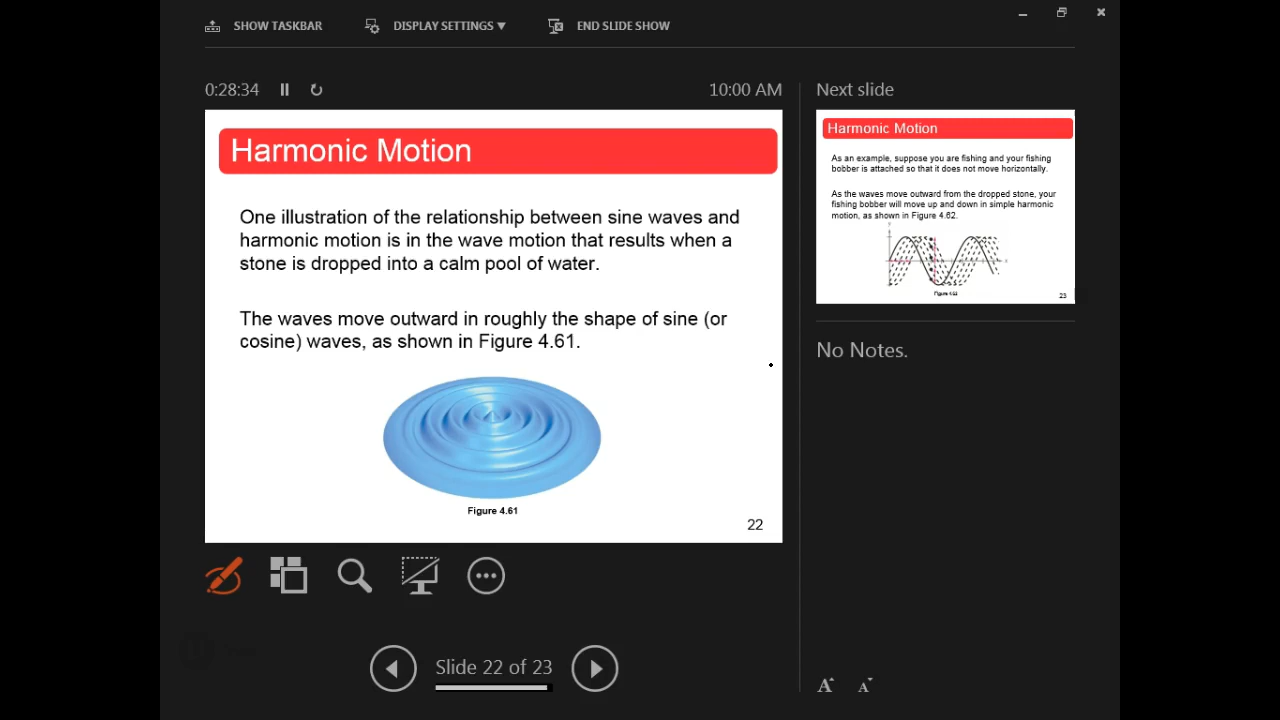 SHOW TASKBAR
DISPLAY SETTINGS ▼
END SLIDE SHOW
0:28:34
10:00 AM
Harmonic Motion
One illustration of the relationship between sine waves and
harmonic motion is in the wave motion that results when a
stone is dropped into a calm pool of water.
The waves move outward in roughly the shape of sine (or
cosine) waves, as shown in Figure 4.61.
Figure 4.61
22
Slide 22 of 23
Next slide
Harmonic Motion
As an example, suppose you are fishing and your fishing
bobber is attached so that it does not move horizontally.
As the waves move outward from the dropped stone, your
fishing bobber will move up and down in simple harmonic
motion, as shown in Figure 4.62.
Figure 4.62
23
No Notes.
A A